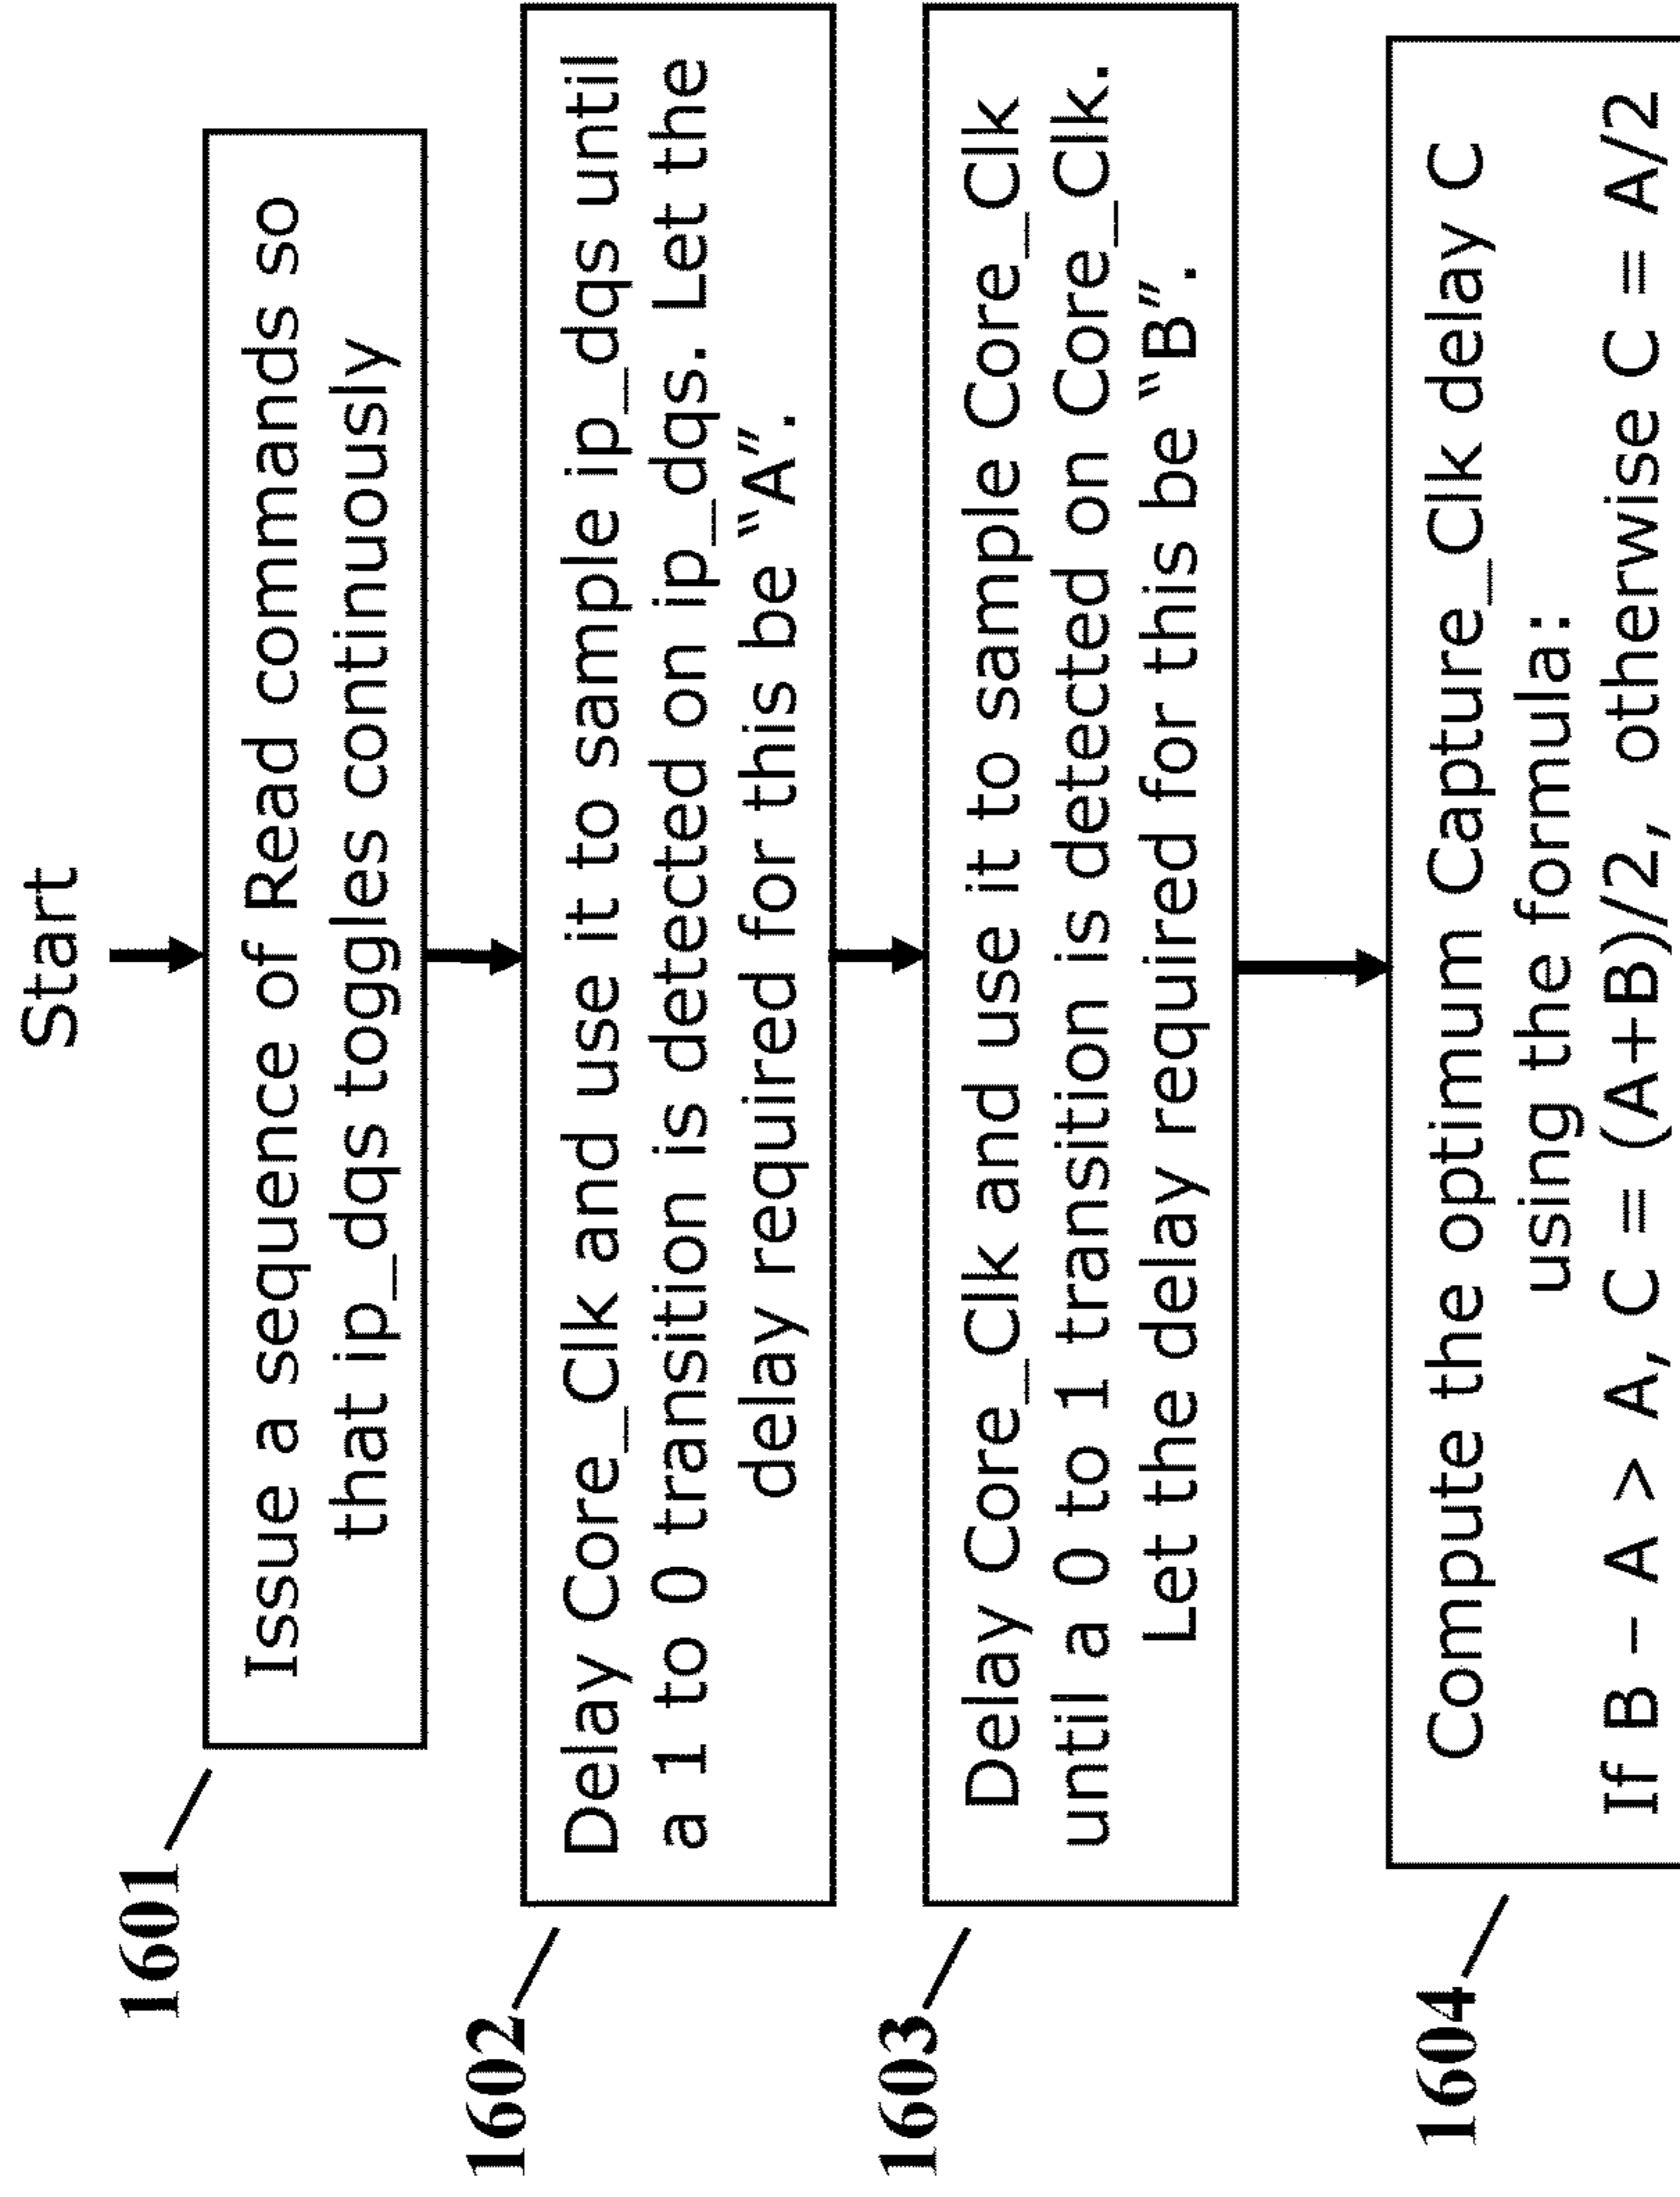 Start
1601
Issue a sequence of Read commands so
that ip_dqs toggles continuously
1602
Delay Core_Clk and use it to sample ip_dqs until
a 1 to 0 transition is detected on ip_dqs. Let the
delay required for this be “A”.
1603
Delay Core_Clk and use it to sample Core_Clk
until a 0 to 1 transition is detected on Core_Clk.
Let the delay required for this be “B”.
1604
Compute the optimum Capture_Clk delay C
using the formula:
If B – A > A, C = (A+B)/2, otherwise C = A/2